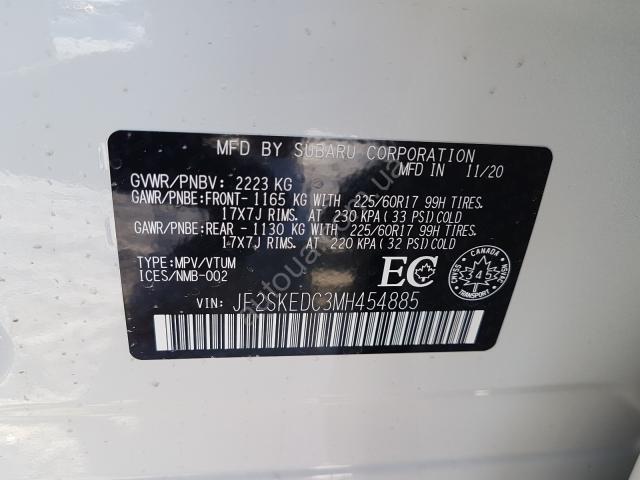 MFD BY SUBARU CORPORATION
MFD IN 11/20
GVWR/PNBV: 2223 KG
GAWR/PNBE:FRONT- 1165 KG WITH 225/60R17 99H TIRES.
17X7J RIMS. AT 230 KPA (33 PSI)COLD
GAWR/PNBE:REAR - 1130 KG WITH 225/60R17 99H TIRES.
17X7J RIMS. AT 220 KPA (32 PSI)COLD
TYPE:MPV/VTUM
ICES/NMB-002
EC
CANADA
VIN: JF2SKEDC3MH454885